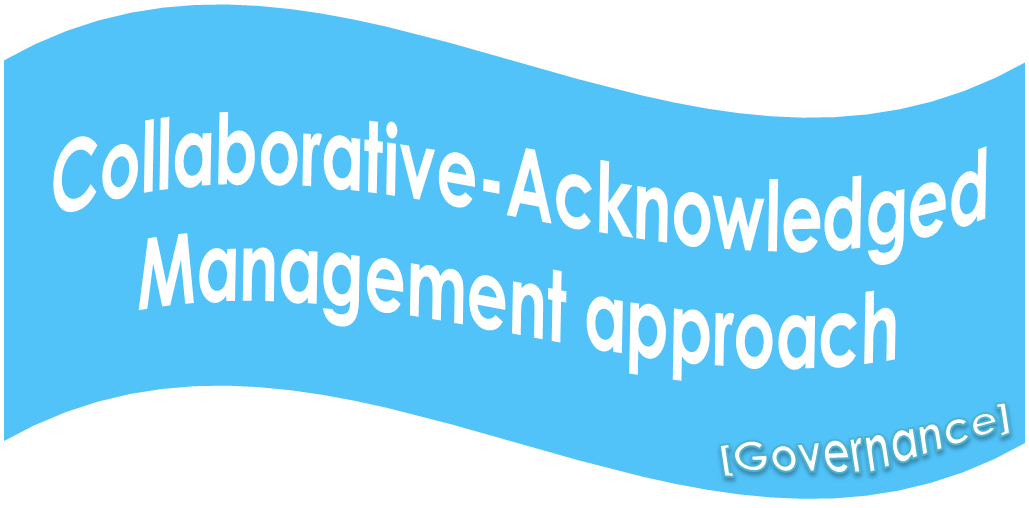 Collaborative-Acknowledged
Management approach
[Governance]